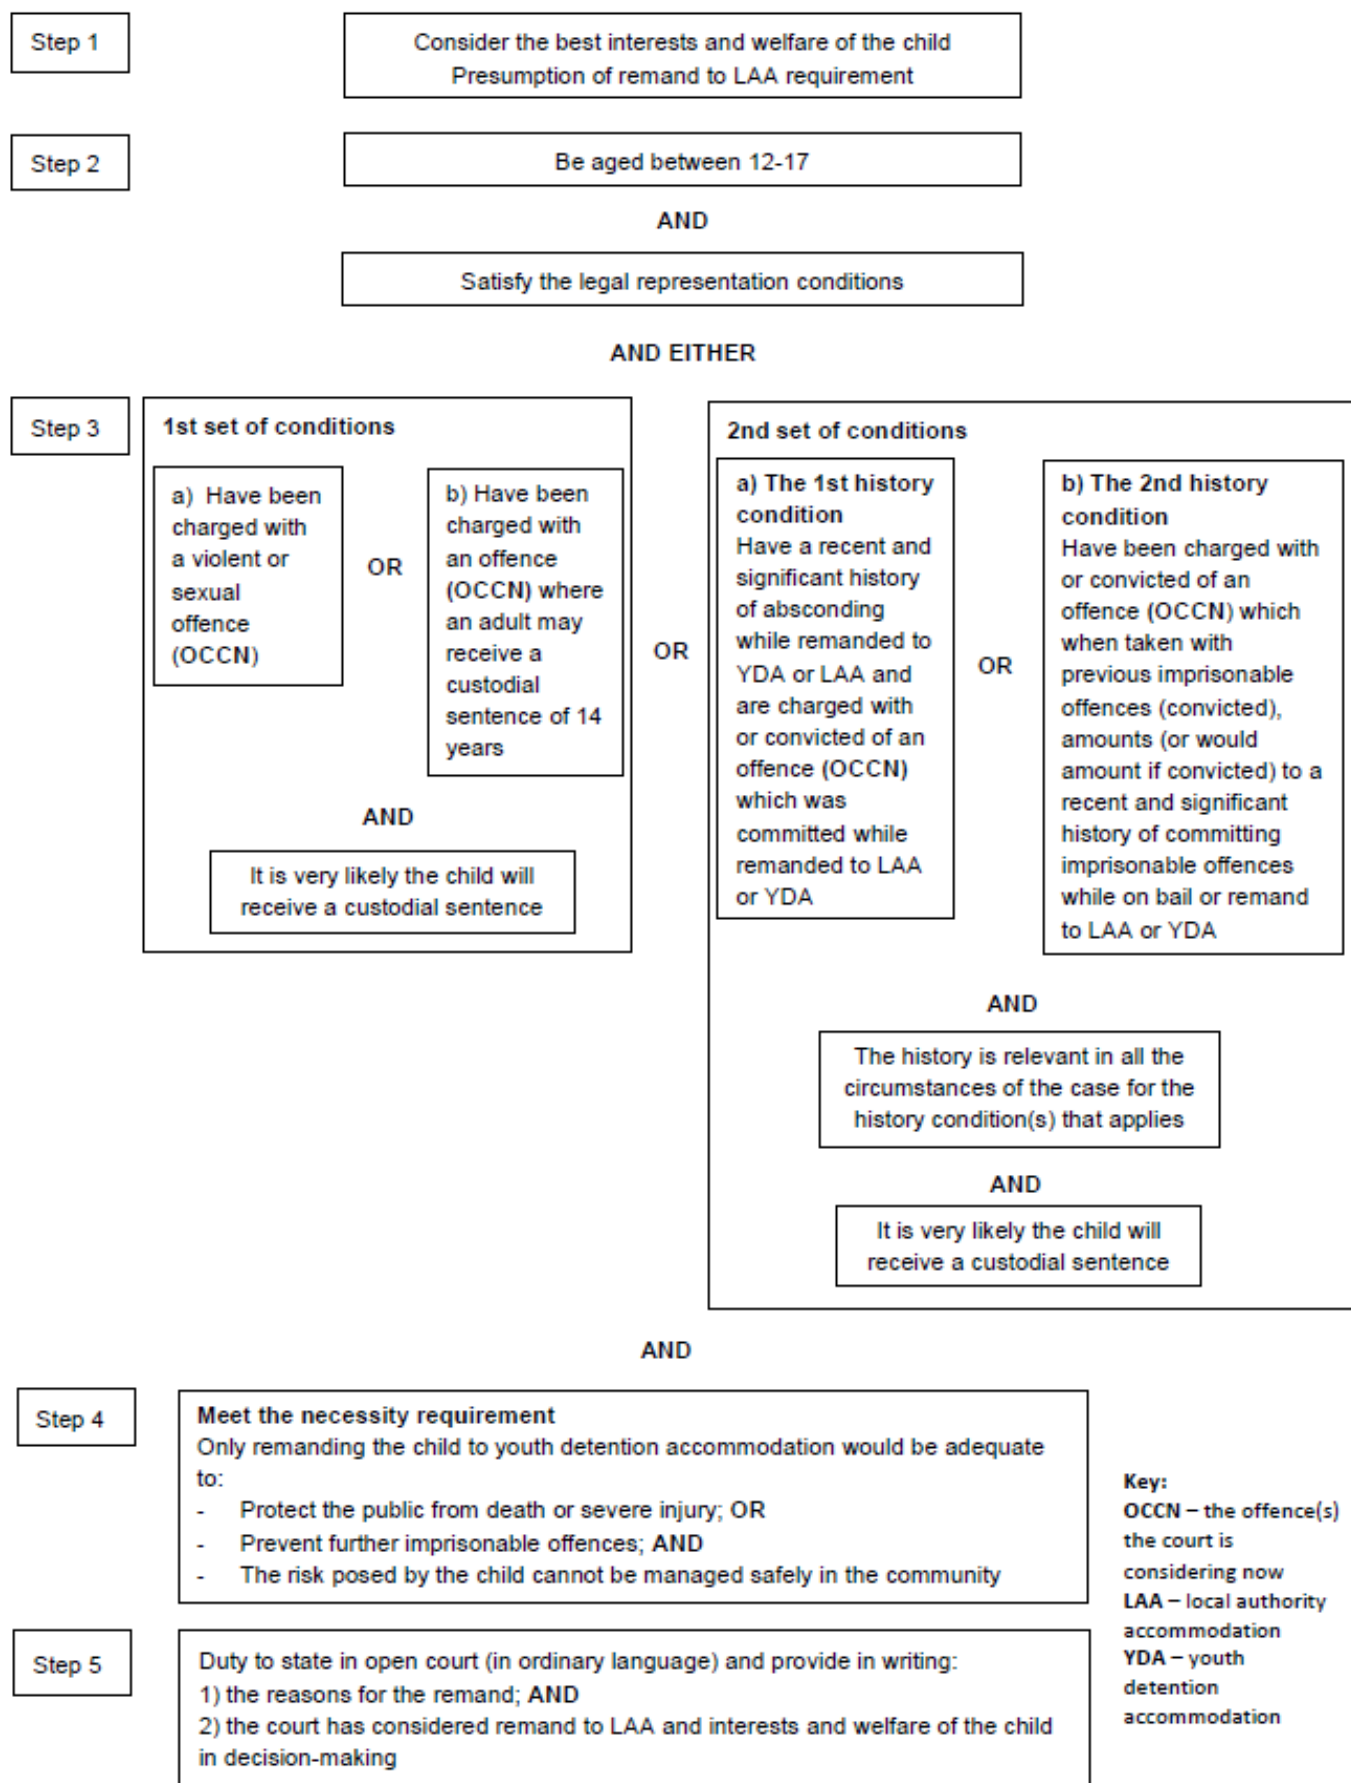 Step 1
Consider the best interests and welfare of the child
Presumption of remand to LAA requirement
Step 2
Be aged between 12-17
AND
Satisfy the legal representation conditions
AND EITHER
Step 3
1st set of conditions
a) Have been
charged with
a violent or
sexual
offence
(OCCN)
OR
b) Have been
charged with
an offence
(OCCN) where
an adult may
receive a
custodial
sentence of 14
years
AND
It is very likely the child will
receive a custodial sentence
OR
2nd set of conditions
a) The 1st history
condition
Have a recent and
significant history
of absconding
while remanded to
YDA or LAA and
are charged with
or convicted of an
offence (OCCN)
which was
committed while
remanded to LAA
or YDA
OR
b) The 2nd history
condition
Have been charged with
or convicted of an
offence (OCCN) which
when taken with
previous imprisonable
offences (convicted),
amounts (or would
amount if convicted) to a
recent and significant
history of committing
imprisonable offences
while on bail or remand
to LAA or YDA
AND
The history is relevant in all the
circumstances of the case for the
history condition(s) that applies
AND
It is very likely the child will
receive a custodial sentence
AND
Step 4
Meet the necessity requirement
Only remanding the child to youth detention accommodation would be adequate
to:
- Protect the public from death or severe injury; OR
- Prevent further imprisonable offences; AND
- The risk posed by the child cannot be managed safely in the community
Key:
OCCN – the offence(s)
the court is
considering now
LAA – local authority
accommodation
YDA – youth
detention
accommodation
Step 5
Duty to state in open court (in ordinary language) and provide in writing:
1) the reasons for the remand; AND
2) the court has considered remand to LAA and interests and welfare of the child
in decision-making